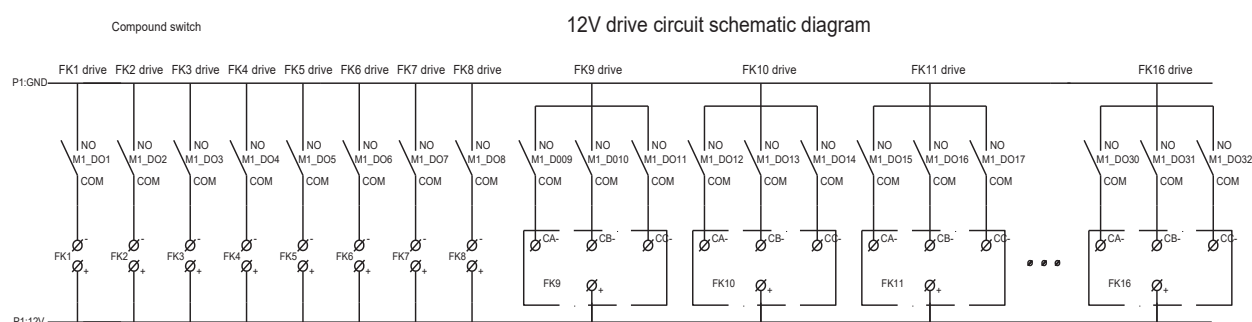 Compound switch 12V drive circuit schematic diagram
FK1 drive FK2 drive FK3 drive FK4 drive FK5 drive FK6 drive FK7 drive FK8 drive FK9 drive FK10 drive FK11 drive FK16 drive
P1:GND
NO NO NO NO NO NO NO NO NO NO NO NO NO NO NO NO NO NO NO NO
M1_DO1 M1_DO2 M1_DO3 M1_DO4 M1_DO5 M1_DO6 M1_DO7 M1_DO8 M1_D009 M1_D010 M1_DO11 M1_DO12 M1_DO13 M1_DO14 M1_DO15 M1_DO16 M1_DO17 M1_DO30 M1_DO31 M1_DO32
COM COM COM COM COM COM COM COM COM COM COM COM COM COM COM COM COM COM COM COM
- - - - - - - - CA- CB- CC- CA- CB- CC- CA- CB- CC- CA- CB- CC-
FK1 FK2 FK3 FK4 FK5 FK6 FK7 FK8
+ + + + + + + +
FK9 + FK10 + FK11 + FK16 +
P1:12V